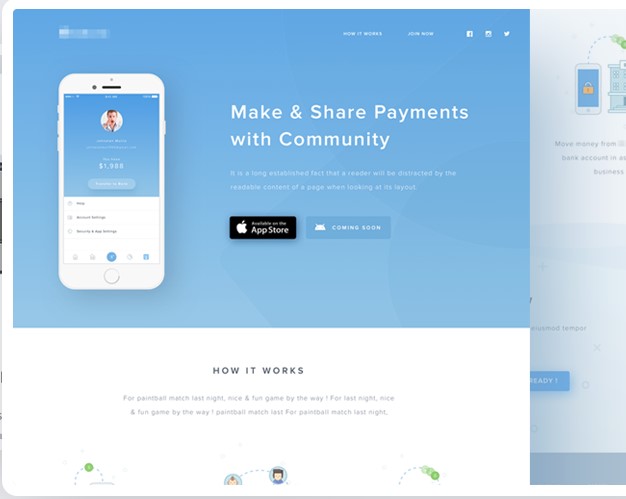 HOW IT WORKS
JOIN NOW
Make & Share Payments
with Community
It is a long established fact that a reader will be distracted by the
readable content of a page when looking at its layout.
Available on the
App Store
COMING SOON
$1,988
Help
Account Settings
Security & App Settings
HOW IT WORKS
For paintball match last night, nice & fun game by the way ! For last night, nice
& fun game by the way ! paintball match last For paintball match last night,
Move money from
bank account in as
business
eiusmod tempor
READY !